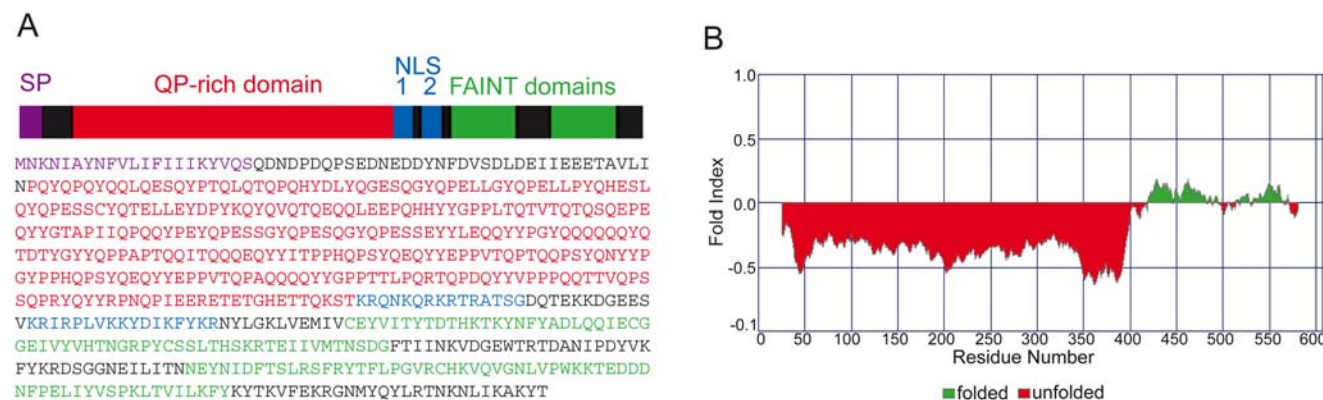 A
NLS
SP QP-rich domain 1 2 FAINT domains
MNKNIAYNFVLIFIIIKYVQSQDNDPDQPSEDNEDDYNFDVSDLDEIIEEETAVLI
NPQYQPQYQQLQESQYPTQLQTQPQHYDLYQGESQGYQPELLGYQPELLPYQHESL
QYQPESSCYQTELLEYDPYKQYQVQTEQQLEEPQHHYYGPPLTQTVTQTQSQEPE
QYYGTAPIIQPQQYPEYQPESSGYQPESQGYQPESSEYYLEQQYYPGYQQQQQQYQ
TDTYGYYQPPAPTQQITQQQEQYYITPPHQPSYQEQYYEPPVTQPTQQPSYQNYYP
GYPPHQPSYQEQYYEPPVTQPAQQQQYYGPPTTLPQRTQPDQYYVPPPQQTTVQPS
SQPRYQYYRPNQPIEERETETGHETTQKSTKRQNKQRKRTRATSGDQTEKKDGEES
VKRIRPLVKKYDIKFYKRNYLGKLVEMIVCEYVITYTDTHKTKYNFYADLQQIECG
GEIVYVHTNGRPYCSSLTHSKRTEIIVMTNSDGFTIINKVDGEWTRTDANIPDYVK
FYKRDSGGNEILITNNEYNIDFTSLRSFRYTFLPGVRCHKVQVGNLVPWKKTEDDD
NFPELIYVSPKLTVILKFYKYTKVFEKRGNMYQYLRTNKNLIKAKYT
B
1.0
0.5
0.0
-0.5
-0.1
Fold Index
0 50 100 150 200 250 300 350 400 450 500 550 600
Residue Number
folded unfolded